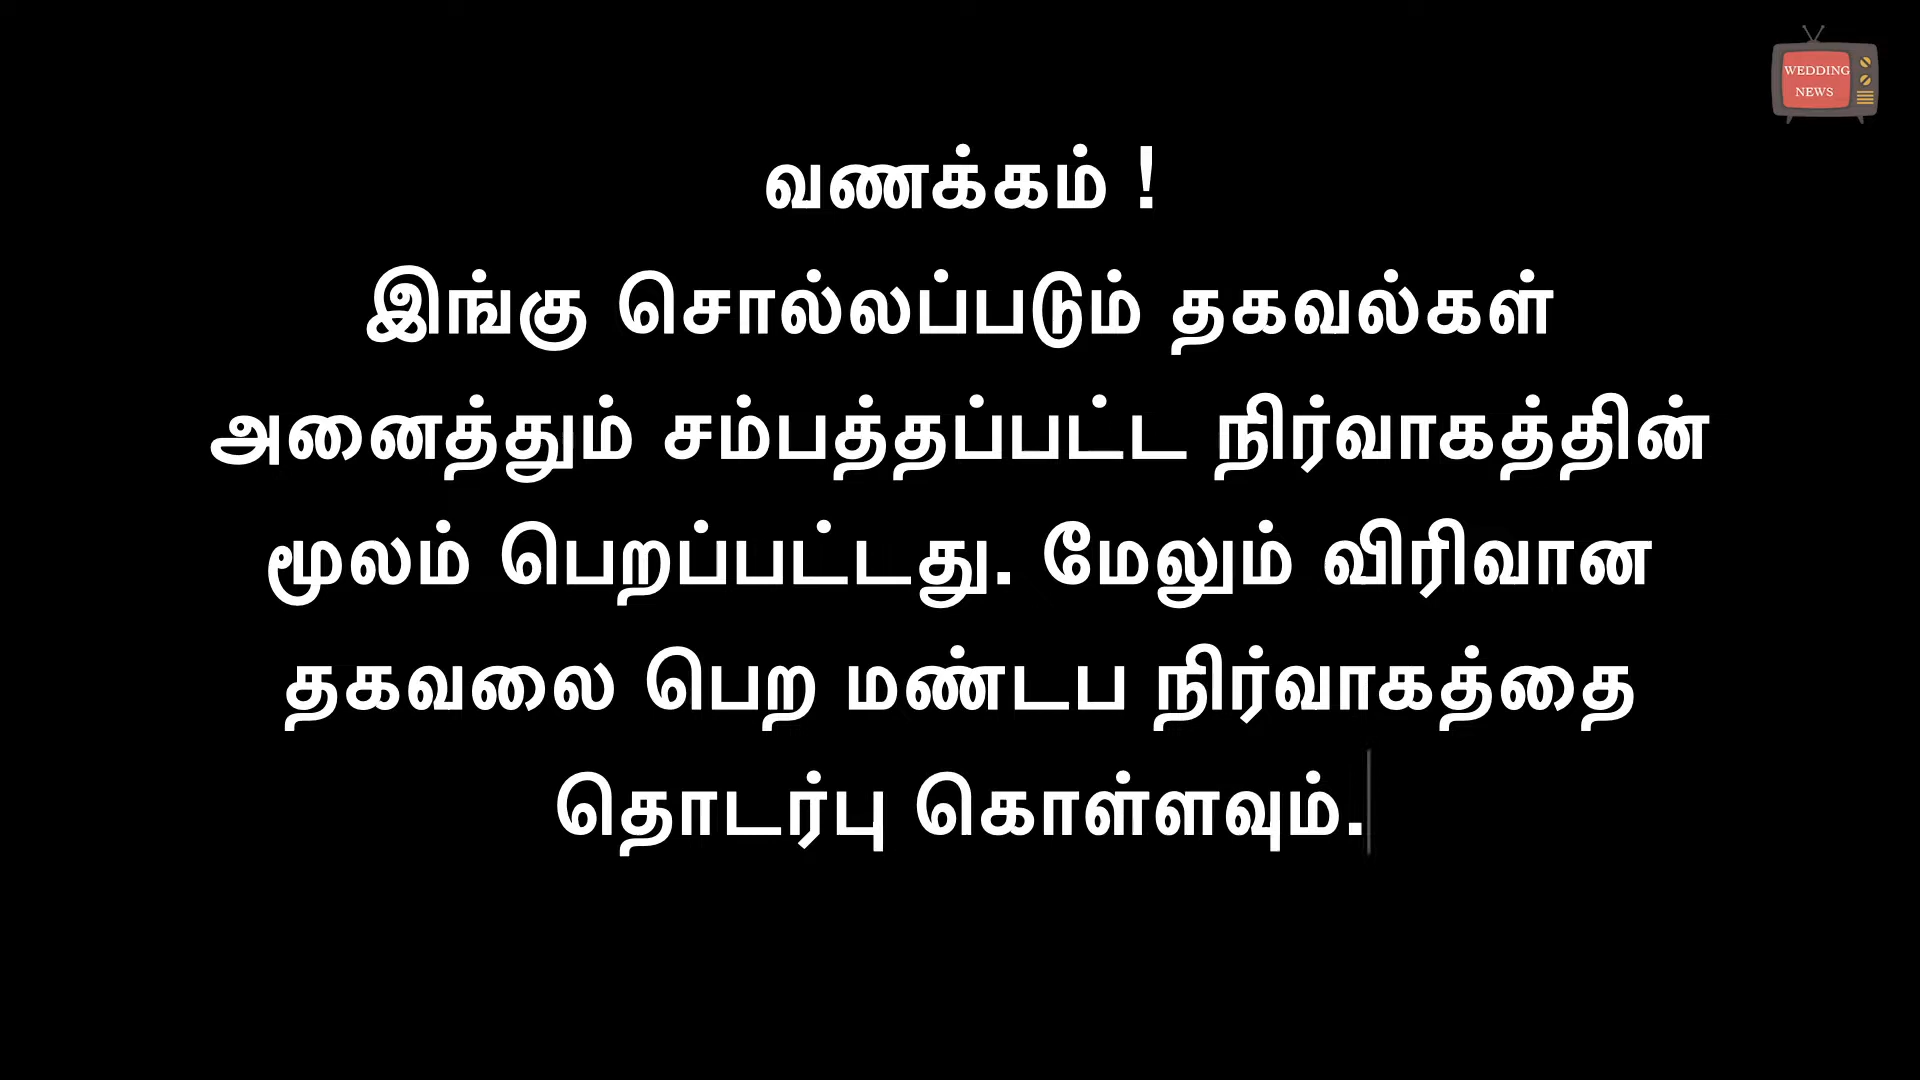 WEDDING
NEWS
வணக்கம் !
இங்கு சொல்லப்படும் தகவல்கள்
அனைத்தும் சம்பத்தப்பட்ட நிர்வாகத்தின்
மூலம் பெறப்பட்டது. மேலும் விரிவான
தகவலை பெற மண்டப நிர்வாகத்தை
தொடர்பு கொள்ளவும்.